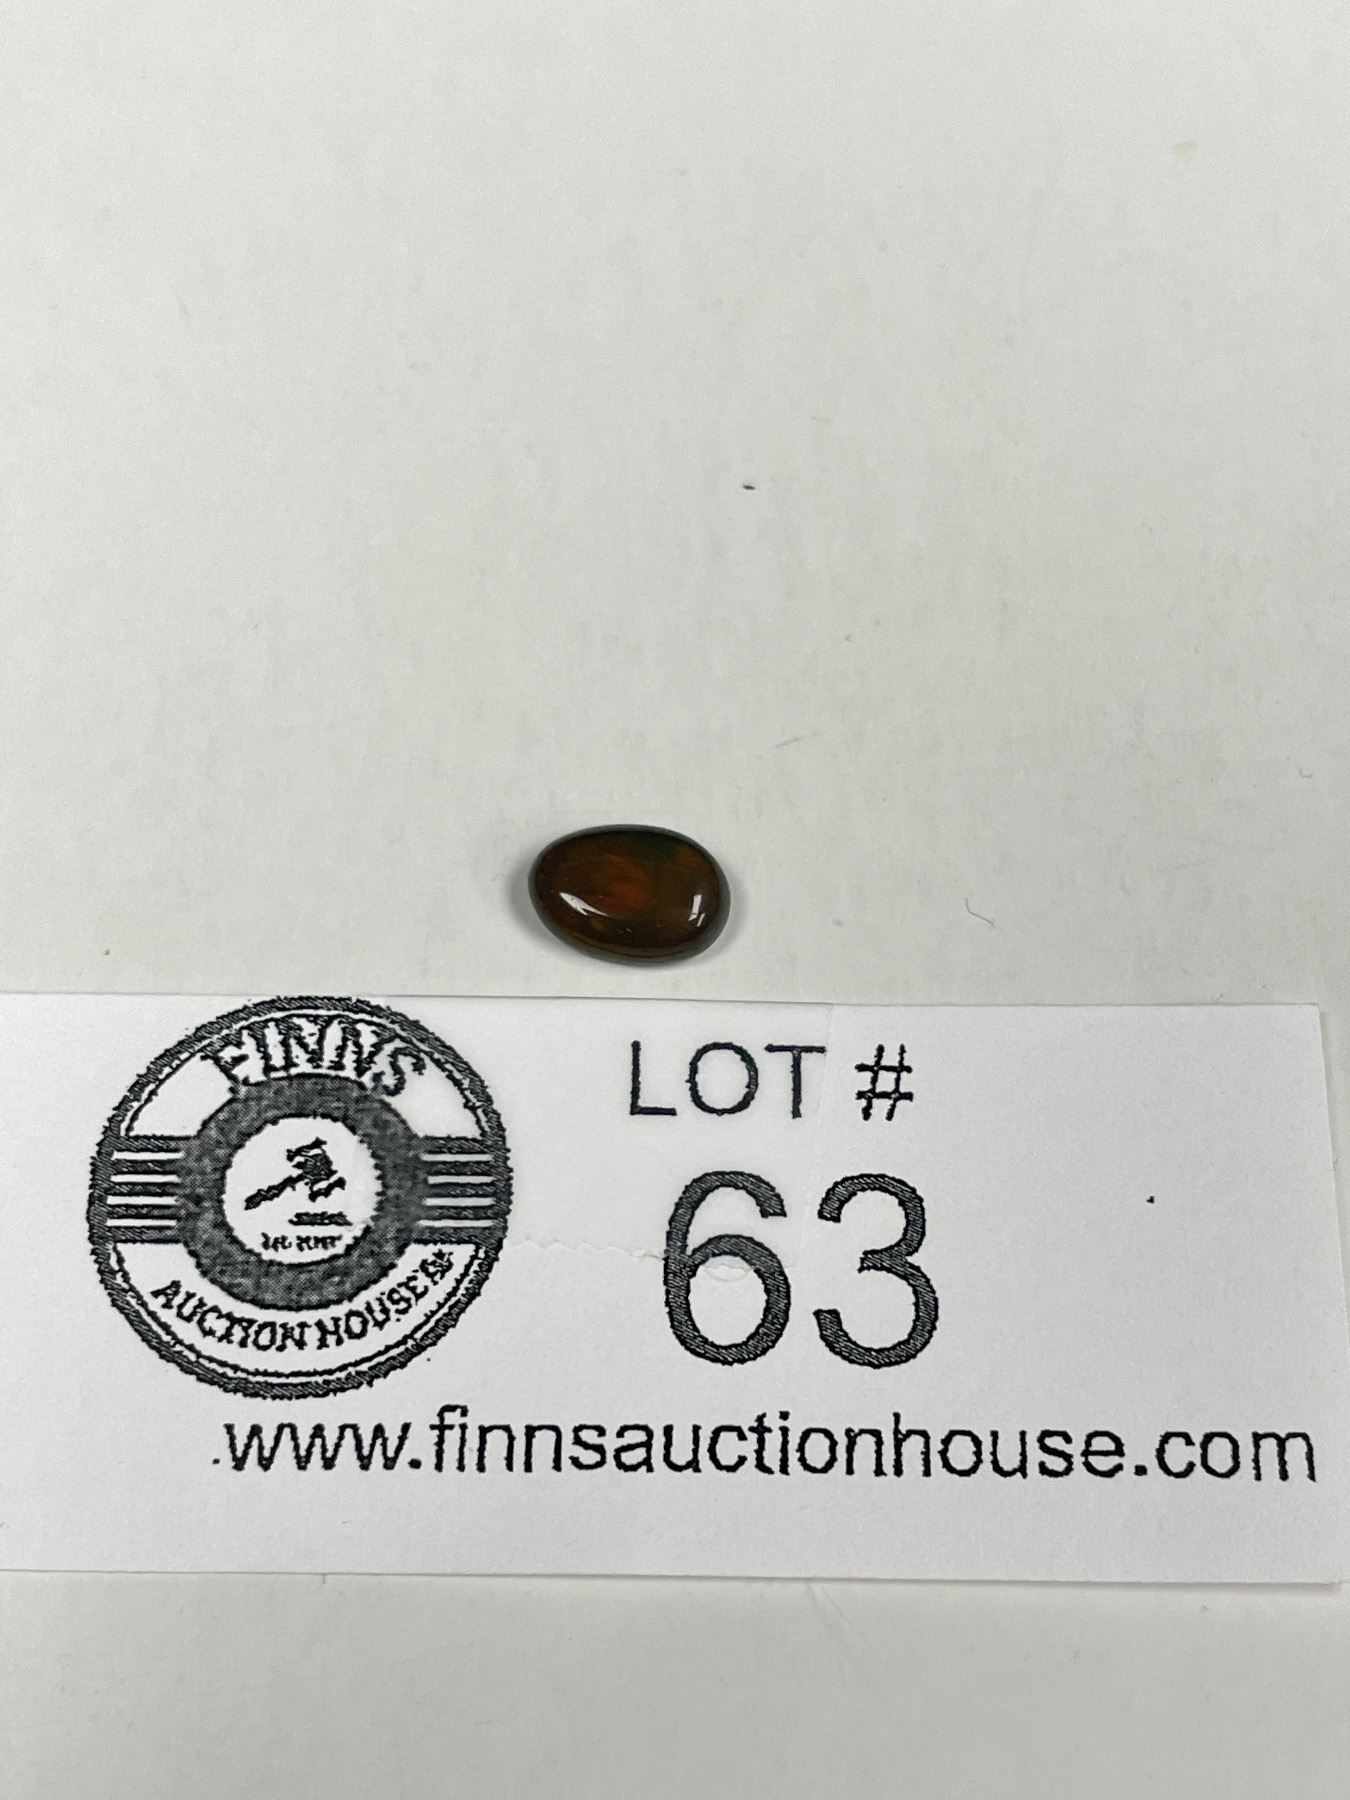 FINNS
AUCTION HOUSE
LOT #
63
www.finnsauctionhouse.com